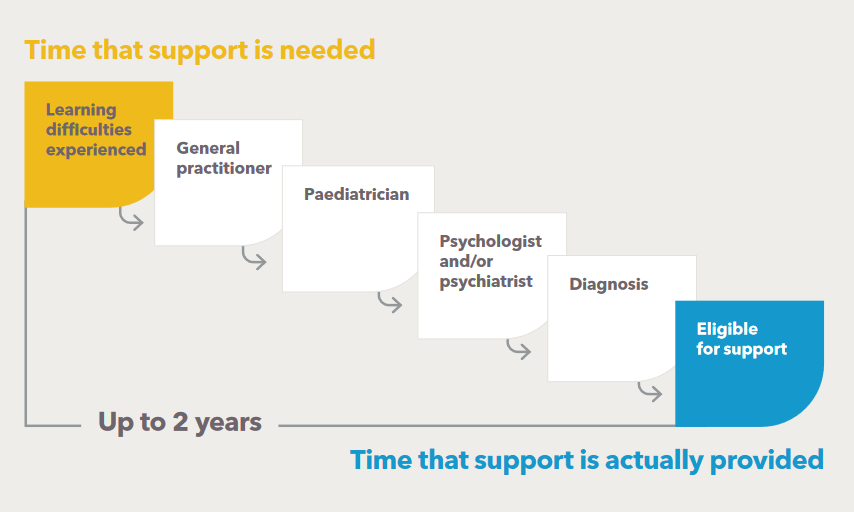 Time that support is needed
Learning
difficulties
experienced
General
practitioner
Paediatrician
Psychologist
and/or
psychiatrist
Diagnosis
Eligible
for support
Up to 2 years
Time that support is actually provided